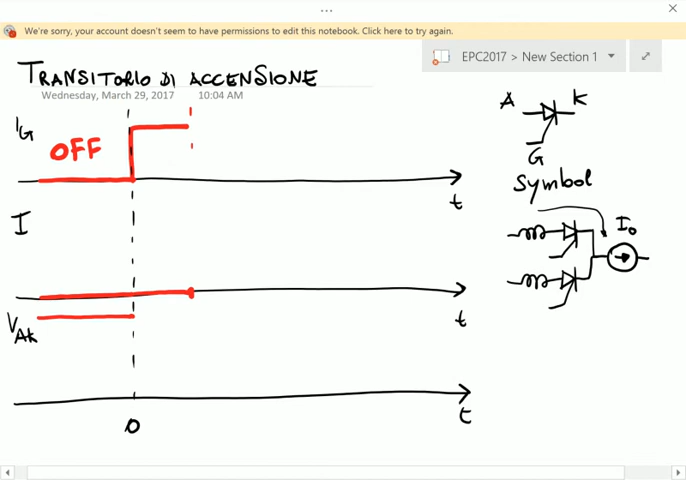 We're sorry, your account doesn't seem to have permissions to edit this notebook. Click here to try again.
EPC2017 > New Section 1
TRANSITORIO DI ACCENSIONE
Wednesday, March 29, 2017 10:04 AM
IG
OFF
t
A K
G
Symbol
I
I0
t
VAK
t
0